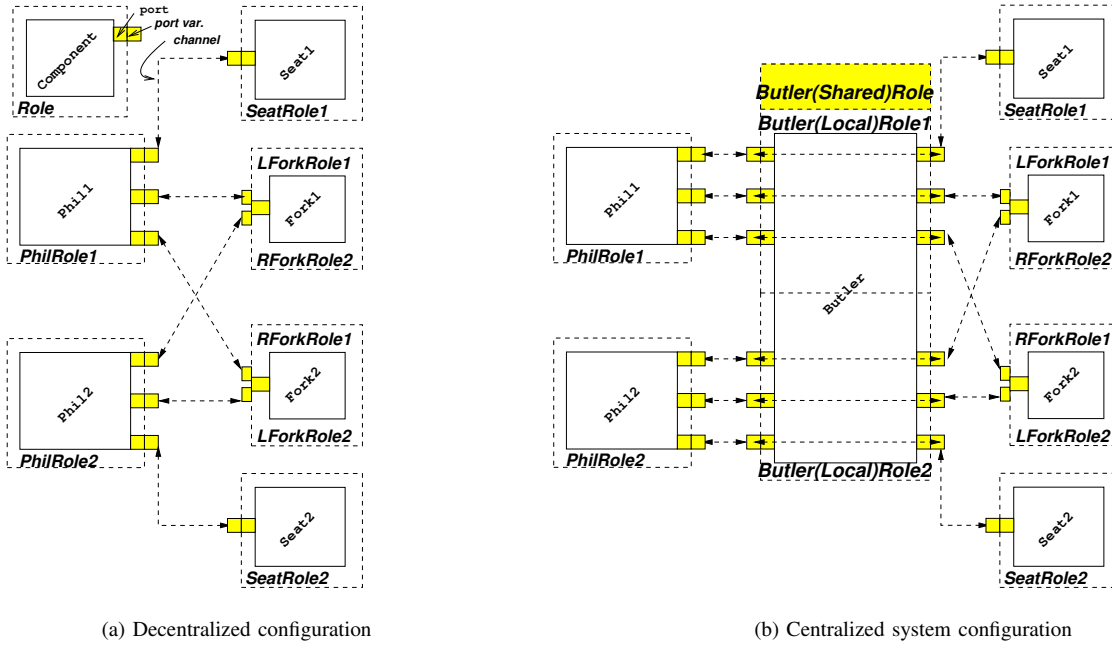 port
port var.
channel
Component
Role
Seat1
SeatRole1
Phil1
PhilRole1
LForkRole1
Fork1
RForkRole2
Phil2
PhilRole2
RForkRole1
Fork2
LForkRole2
Seat2
SeatRole2
(a) Decentralized configuration
Butler(Shared)Role
Butler(Local)Role1
Seat1
SeatRole1
Phil1
PhilRole1
LForkRole1
Fork1
RForkRole2
Butler
Phil2
PhilRole2
RForkRole1
Fork2
LForkRole2
Butler(Local)Role2
Seat2
SeatRole2
(b) Centralized system configuration